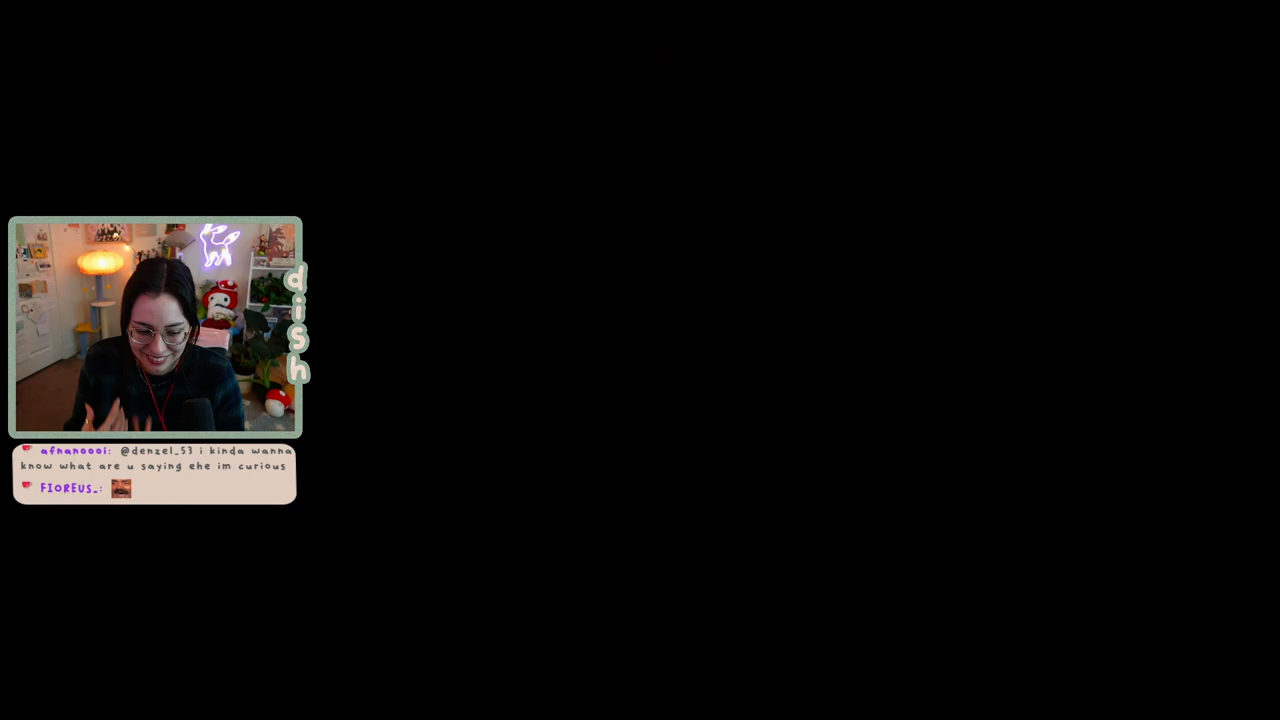 dish
afnanoooi: @denzel_53 i kinda wanna
know what are u saying ehe im curious
FIOREUS_: